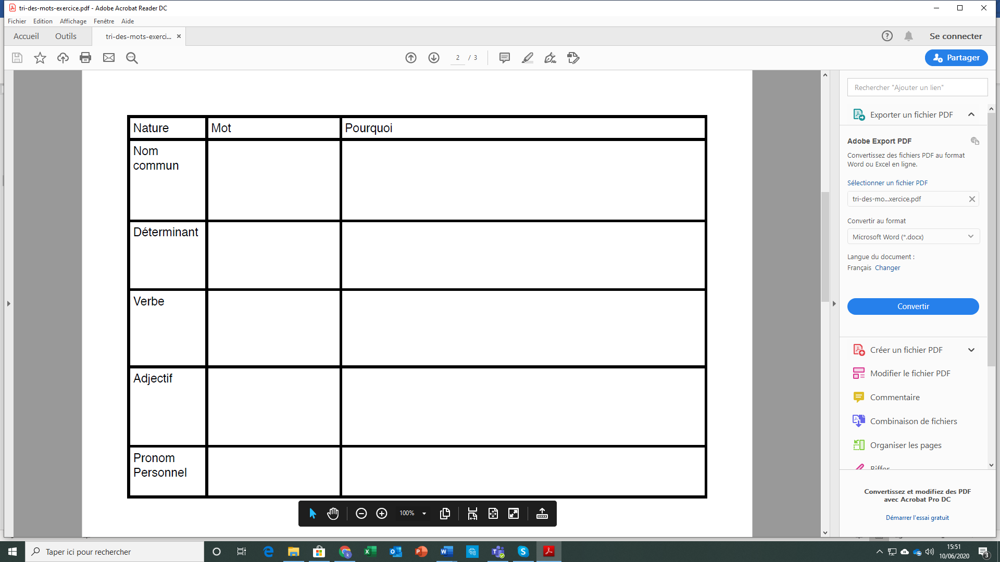 tri-des-mots-exercice.pdf - Adobe Acrobat Reader DC
Fichier Edition Affichage Fenêtre Aide
Accueil Outils tri-des-mots-exerci... × Se connecter
2 / 3 Partager
Rechercher "Ajouter un lien"
Exporter un fichier PDF
Adobe Export PDF
Convertissez des fichiers PDF au format
Word ou Excel en ligne.
Sélectionner un fichier PDF
tri-des-mo...xercice.pdf
Convertir au format
Microsoft Word (*.docx)
Langue du document :
Français Changer
Convertir
Créer un fichier PDF
Modifier le fichier PDF
Commentaire
Combinaison de fichiers
Organiser les pages
Biffer
Convertissez et modifiez des PDF
avec Acrobat Pro DC
Démarrer l'essai gratuit
Nature Mot Pourquoi
Nom
commun
Déterminant
Verbe
Adjectif
Pronom
Personnel
100%
Taper ici pour rechercher
15:51
10/06/2020
3